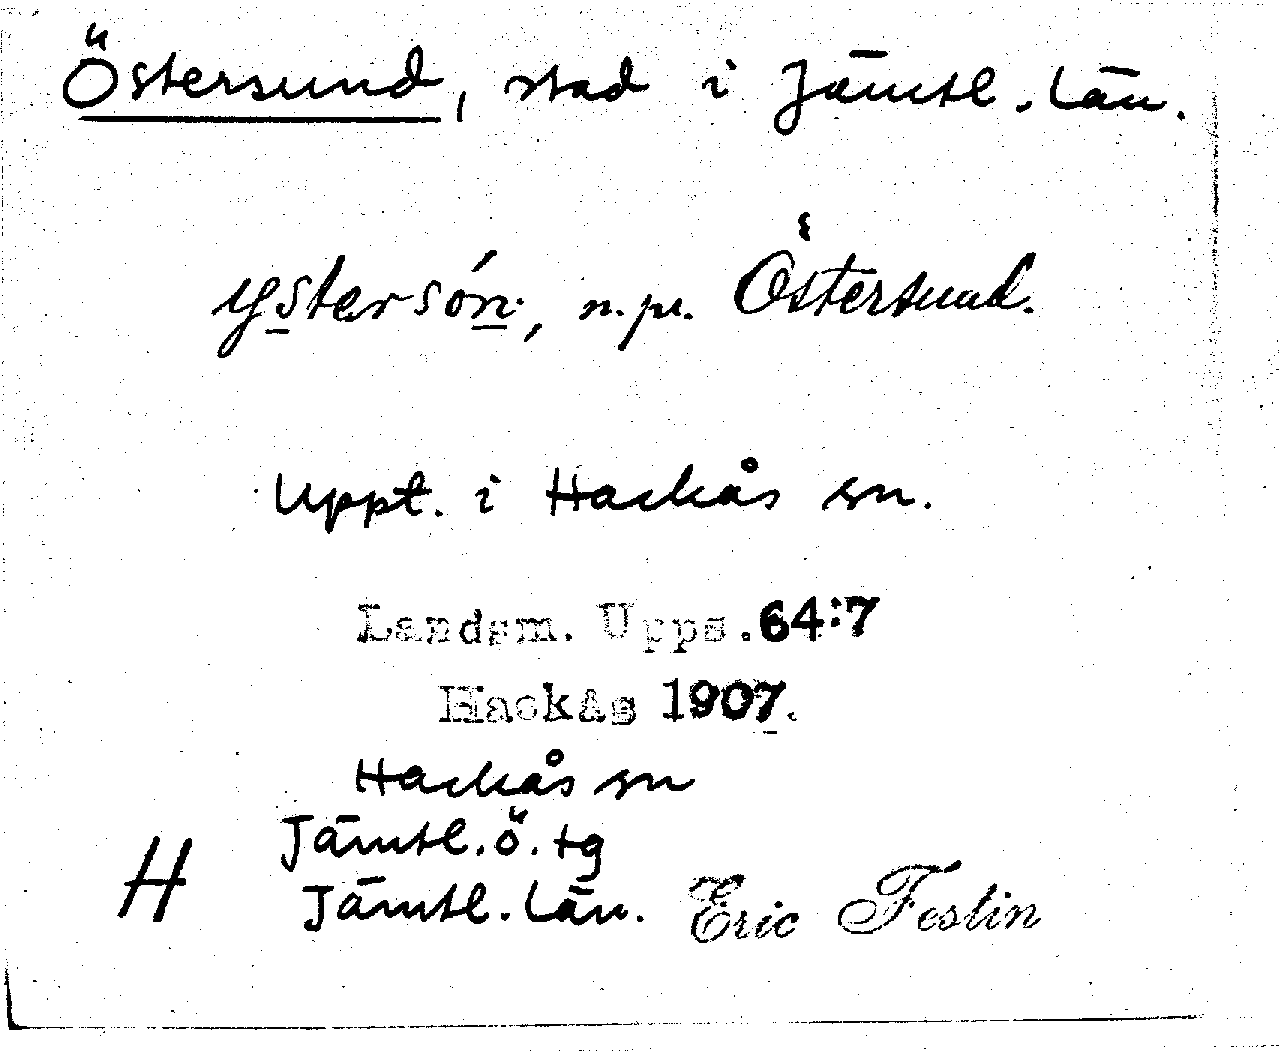 Östersund, stad i Jämtl. län.
ystersón, n. pr. Östersund.
Uppt. i Hackås sn.
Landsm. Upps. 64:7
Hackås 1907.
Hackås sn
Jämtl. ö. tg
H Jämtl. län. Eric Festin